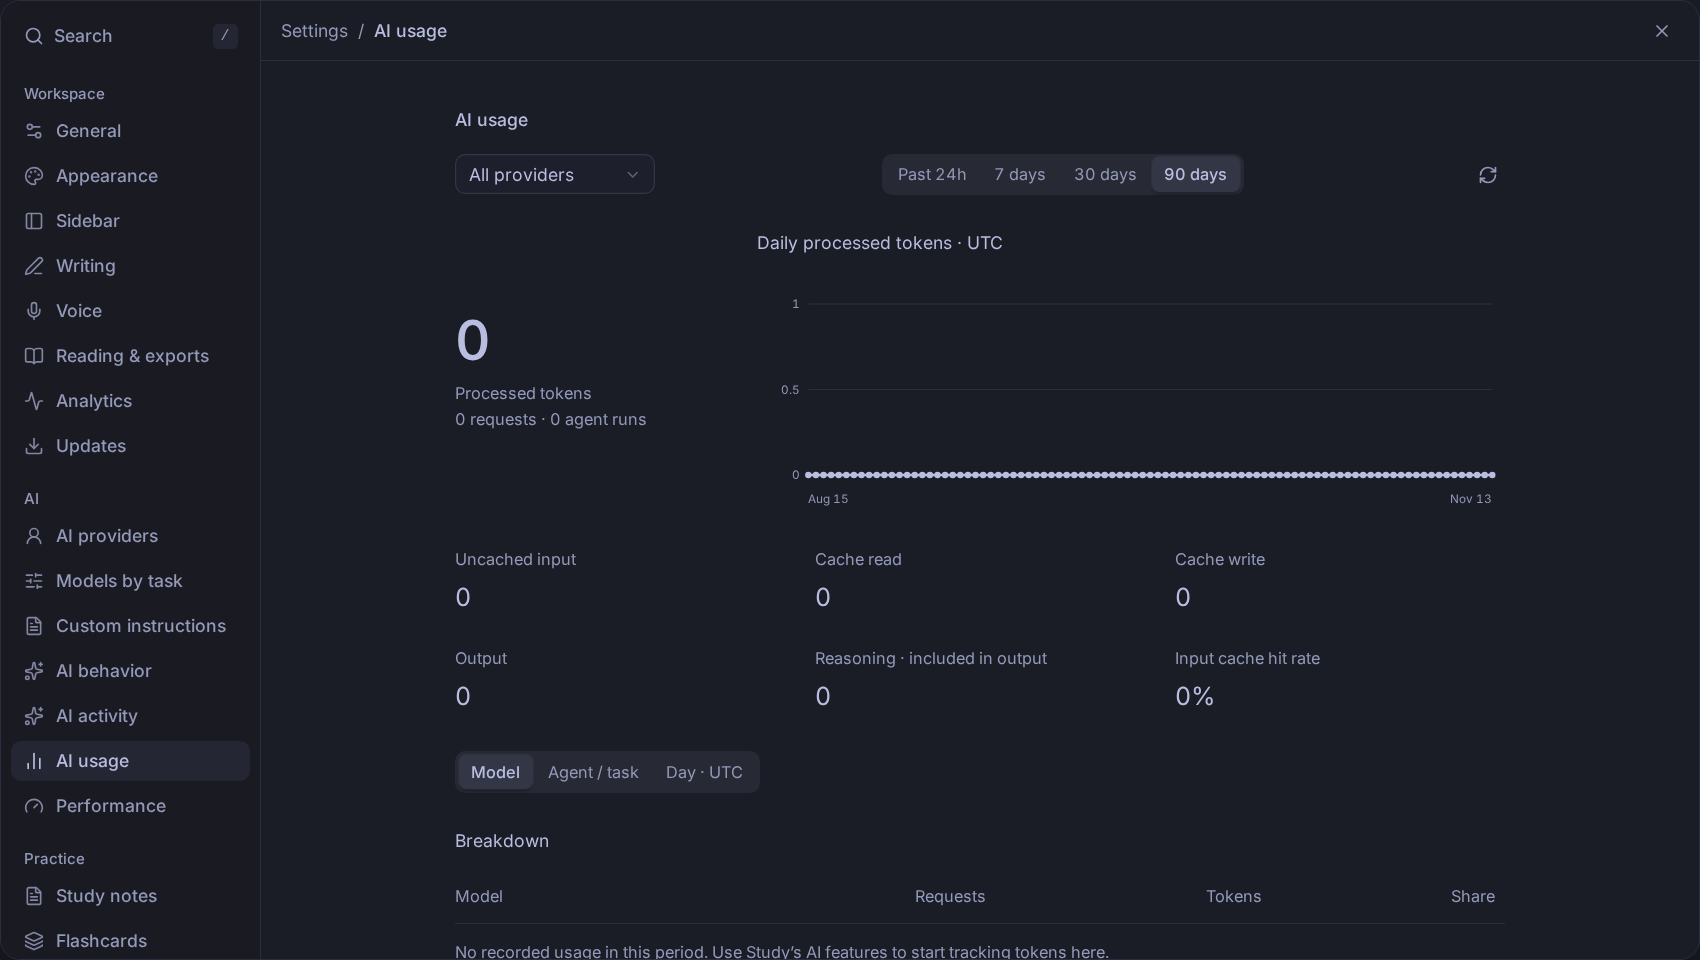 Search /
Settings / AI usage
Workspace
General
Appearance
Sidebar
Writing
Voice
Reading & exports
Analytics
Updates
AI
AI providers
Models by task
Custom instructions
AI behavior
AI activity
AI usage
Performance
Practice
Study notes
Flashcards
AI usage
All providers
Past 24h 7 days 30 days 90 days
Daily processed tokens · UTC
0
Processed tokens
0 requests · 0 agent runs
1
0.5
0
Aug 15 Nov 13
Uncached input Cache read Cache write
0 0 0
Output Reasoning · included in output Input cache hit rate
0 0 0%
Model Agent / task Day · UTC
Breakdown
Model Requests Tokens Share
No recorded usage in this period. Use Study’s AI features to start tracking tokens here.